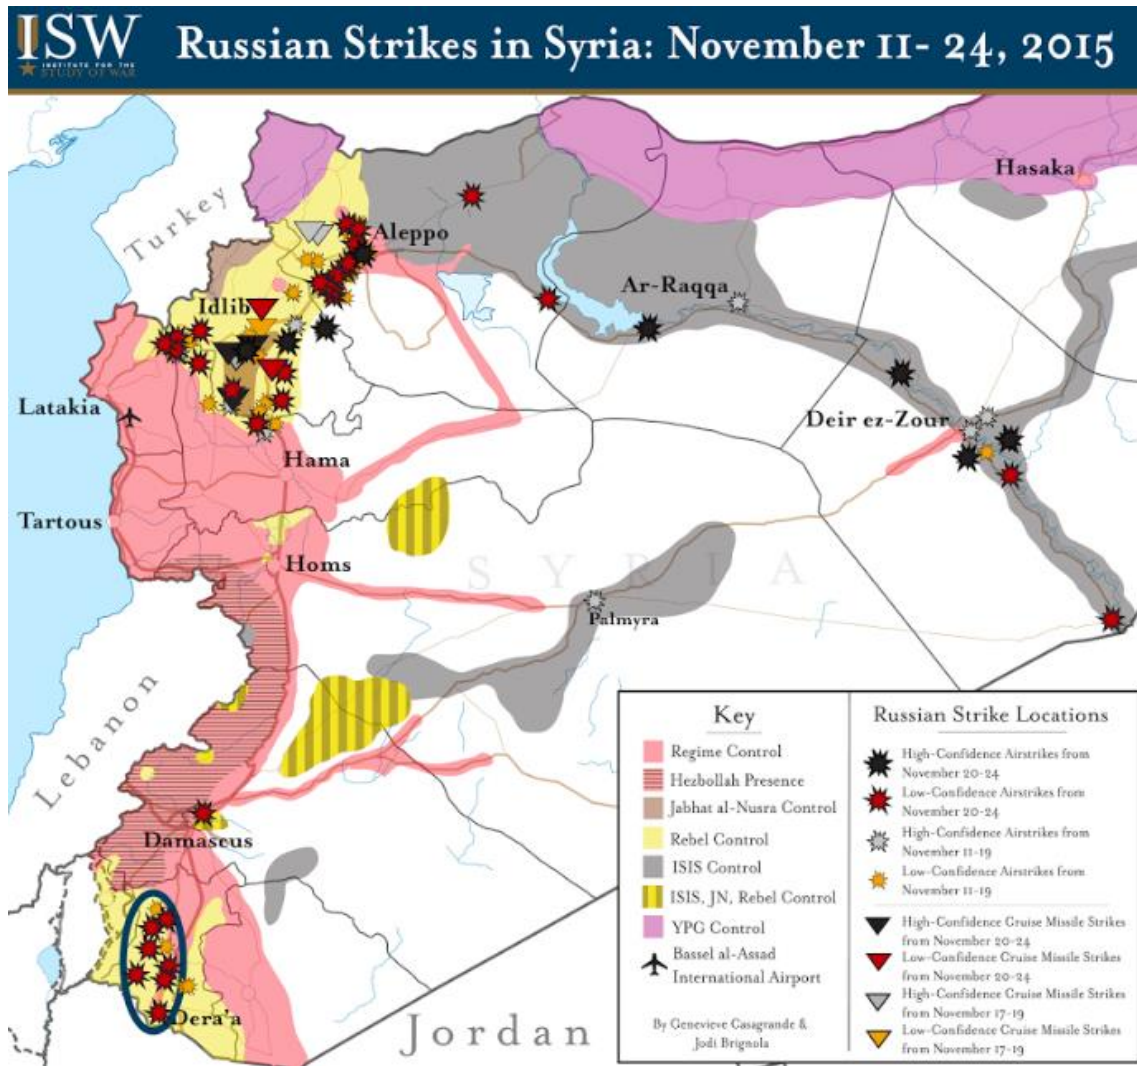 ISW
INSTITUTE FOR THE
STUDY OF WAR
Russian Strikes in Syria: November 11- 24, 2015
Turkey
Hasaka
Aleppo
Idlib
Ar-Raqqa
Latakia
Deir ez-Zour
Hama
Tartous
Homs
SYRIA
Palmyra
Lebanon
Damascus
Dera'a
Jordan
Key
Regime Control
Hezbollah Presence
Jabhat al-Nusra Control
Rebel Control
ISIS Control
ISIS, JN, Rebel Control
YPG Control
Bassel al-Assad
International Airport
By Genevieve Casagrande &
Jodi Brignola
Russian Strike Locations
High-Confidence Airstrikes from
November 20-24
Low-Confidence Airstrikes from
November 20-24
High-Confidence Airstrikes from
November 11-19
Low-Confidence Airstrikes from
November 11-19
High-Confidence Cruise Missile Strikes
from November 20-24
Low-Confidence Cruise Missile Strikes
from November 20-24
High-Confidence Cruise Missile Strikes
from November 17-19
Low-Confidence Cruise Missile Strikes
from November 17-19